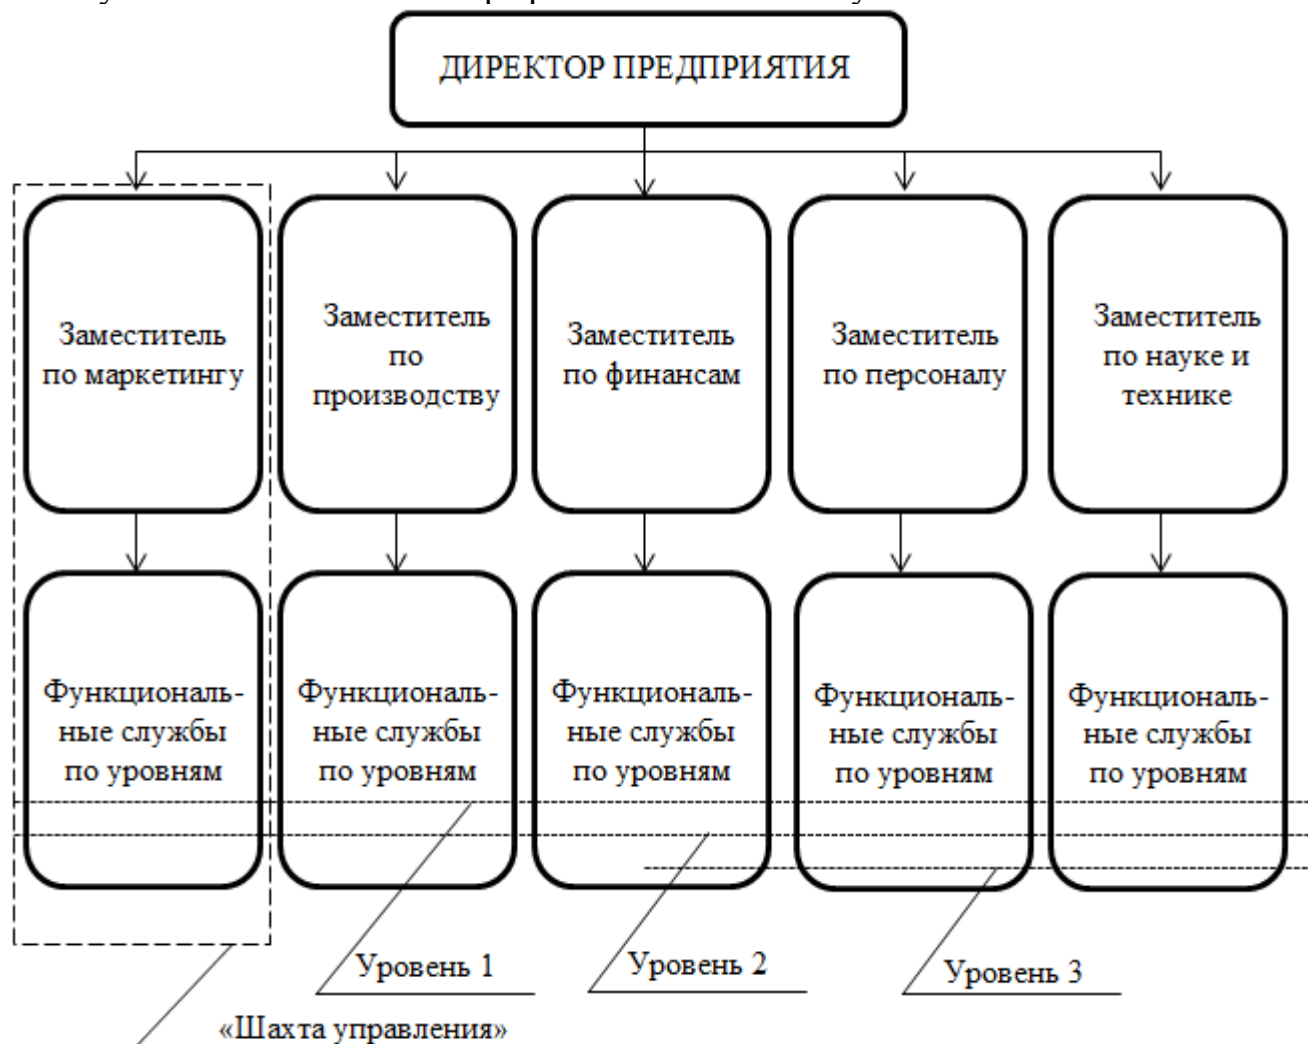 ДИРЕКТОР ПРЕДПРИЯТИЯ
Заместитель
по маркетингу
Заместитель
по
производству
Заместитель
по финансам
Заместитель
по персоналу
Заместитель
по науке и
технике
Функциональ-
ные службы
по уровням
Функциональ-
ные службы
по уровням
Функциональ-
ные службы
по уровням
Функциональ-
ные службы
по уровням
Функциональ-
ные службы
по уровням
Уровень 1
Уровень 2
Уровень 3
«Шахта управления»